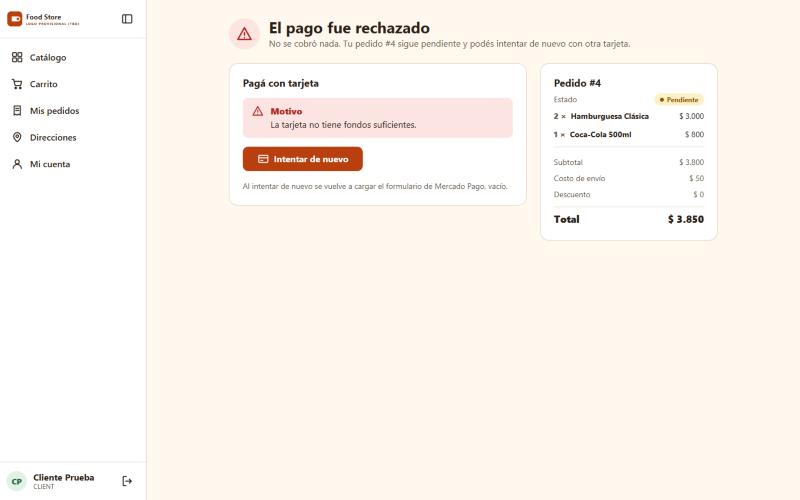 Food Store
LOGO PROVISIONAL (TBD)
Catálogo
Carrito
Mis pedidos
Direcciones
Mi cuenta
CP
Cliente Prueba
CLIENT
El pago fue rechazado
No se cobró nada. Tu pedido #4 sigue pendiente y podés intentar de nuevo con otra tarjeta.
Pagá con tarjeta
Motivo
La tarjeta no tiene fondos suficientes.
Intentar de nuevo
Al intentar de nuevo se vuelve a cargar el formulario de Mercado Pago, vacío.
Pedido #4
Estado Pendiente
2 × Hamburguesa Clásica $ 3.000
1 × Coca-Cola 500ml $ 800
Subtotal $ 3.800
Costo de envío $ 50
Descuento $ 0
Total $ 3.850